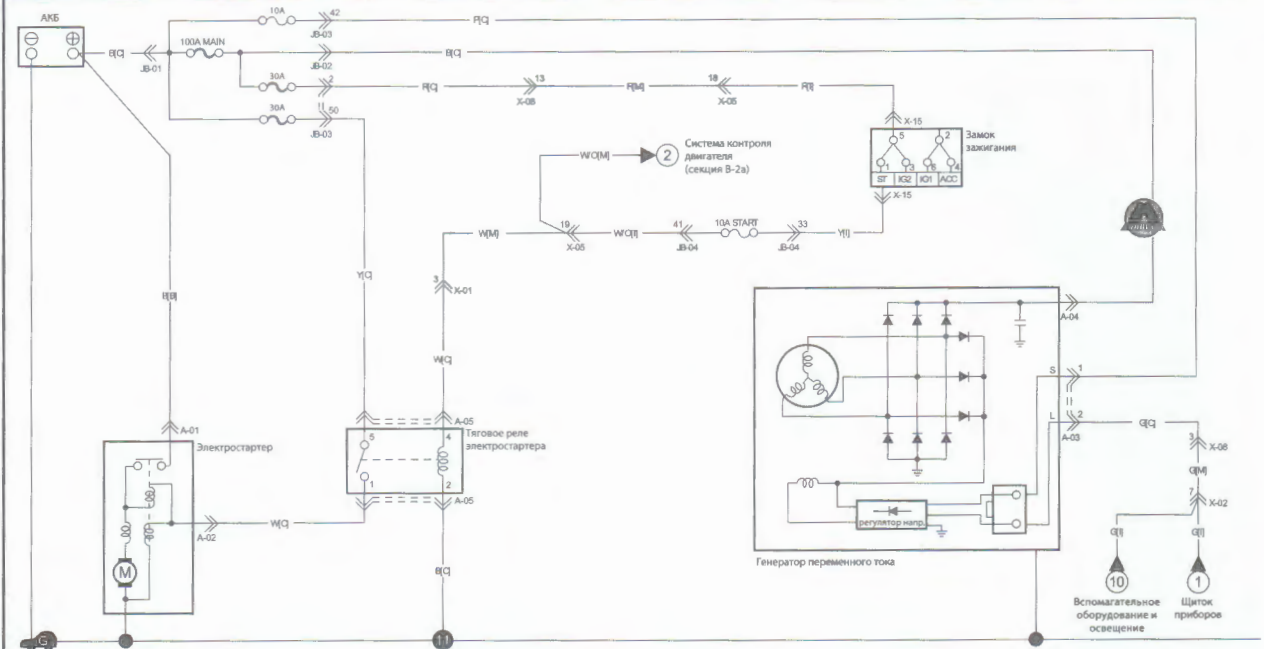 АКБ
10A
42
P[C]
JB-03
B[C]
JB-01
100A MAIN
B[C]
JB-02
30A
2
R[C]
13
X-08
R[M]
18
X-05
R[I]
30A
50
JB-03
X-15
5
2
Замок
зажигания
1
3
6
4
ST
IG2
IG1
ACC
X-15
W/O[M]
2
Система контроля
двигателя
(секция B-2a)
W[M]
19
X-05
W/O[I]
41
JB-04
10A START
33
JB-04
Y[I]
Y[C]
3
X-01
B[B]
W[C]
A-04
S
1
L
2
A-03
G[C]
3
X-08
G[M]
7
X-02
G[I]
G[I]
A-01
Электростартер
A-05
5
4
Тяговое реле
электростартера
1
2
A-05
A-02
W[C]
M
B[C]
регулятор напр.
Генератор переменного тока
10
1
Вспомагательное
оборудование и
освещение
Щиток
приборов
G
11